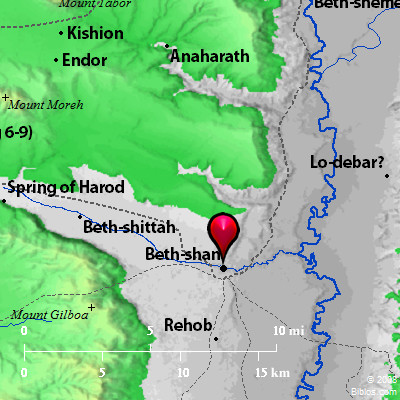 Mount Tabor
Beth-sheme
Kishion
Endor
Anaharath
Mount Moreh
g 6-9)
Lo-debar?
Spring of Harod
Beth-shittah
Beth-shan
Mount Gilboa
Rehob
0 5 10 mi
0 5 10 15 km
Biblos.com